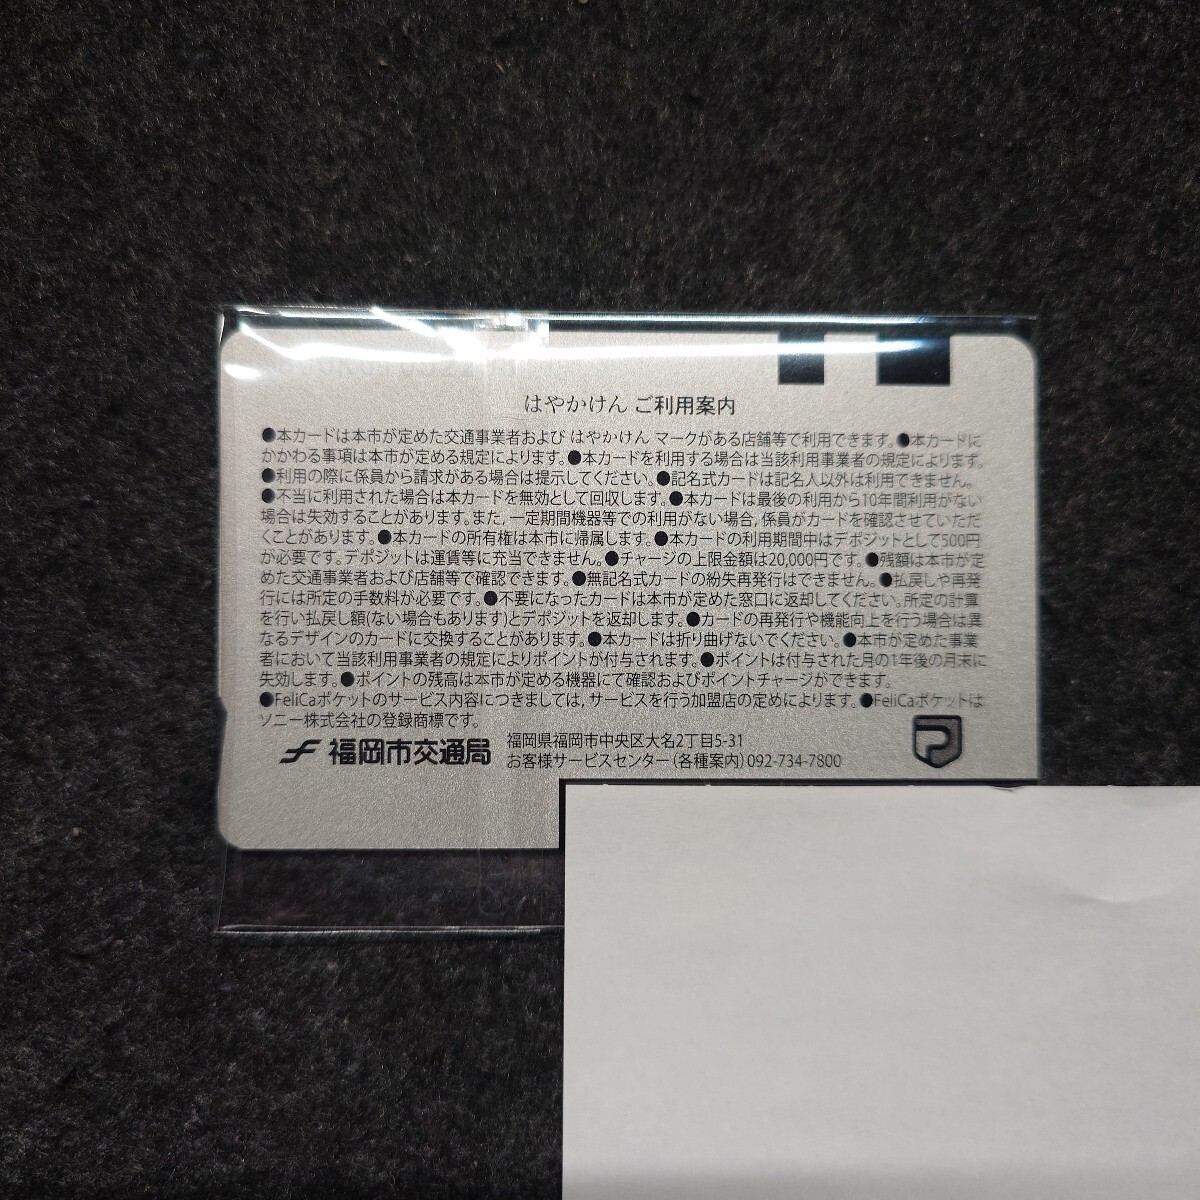 はやかけん ご利用案内
●本カードは本市が定めた交通事業者および はやかけん マークがある店舗等で利用できます。●本カードに
かかわる事項は本市が定める規定によります。●本カードを利用する場合は当該利用事業者の規定によります。
●利用の際に係員から請求がある場合は提示してください。●記名式カードは記名人以外は利用できません。
●不当に利用された場合は本カードを無効として回収します。●本カードは最後の利用から10年間利用がない
場合は失効することがあります。また,一定期間機器等での利用がない場合,係員がカードを確認させていただ
くことがあります。●本カードの所有権は本市に帰属します。●本カードの利用期間中はデポジットとして500円
が必要です。デポジットは運賃等に充当できません。●チャージの上限金額は20,000円です。●残額は本市が定
めた交通事業者および店舗等で確認できます。●無記名式カードの紛失再発行はできません。●払戻しや再発
行には所定の手数料が必要です。●不要になったカードは本市が定めた窓口に返却してください。所定の計算
を行い払戻し額(ない場合もあります)とデポジットを返却します。●カードの再発行や機能向上を行う場合は異
なるデザインのカードに交換することがあります。●本カードは折り曲げないでください。●本市が定めた事業
者において当該利用事業者の規定によりポイントが付与されます。●ポイントは付与された月の1年後の月末に
失効します。●ポイントの残高は本市が定める機器にて確認およびポイントチャージができます。
●FeliCaポケットのサービス内容につきましては,サービスを行う加盟店の定めによります。●FeliCaポケットは
ソニー株式会社の登録商標です。
福岡市交通局 福岡県福岡市中央区大名2丁目5-31
お客様サービスセンター(各種案内)092-734-7800